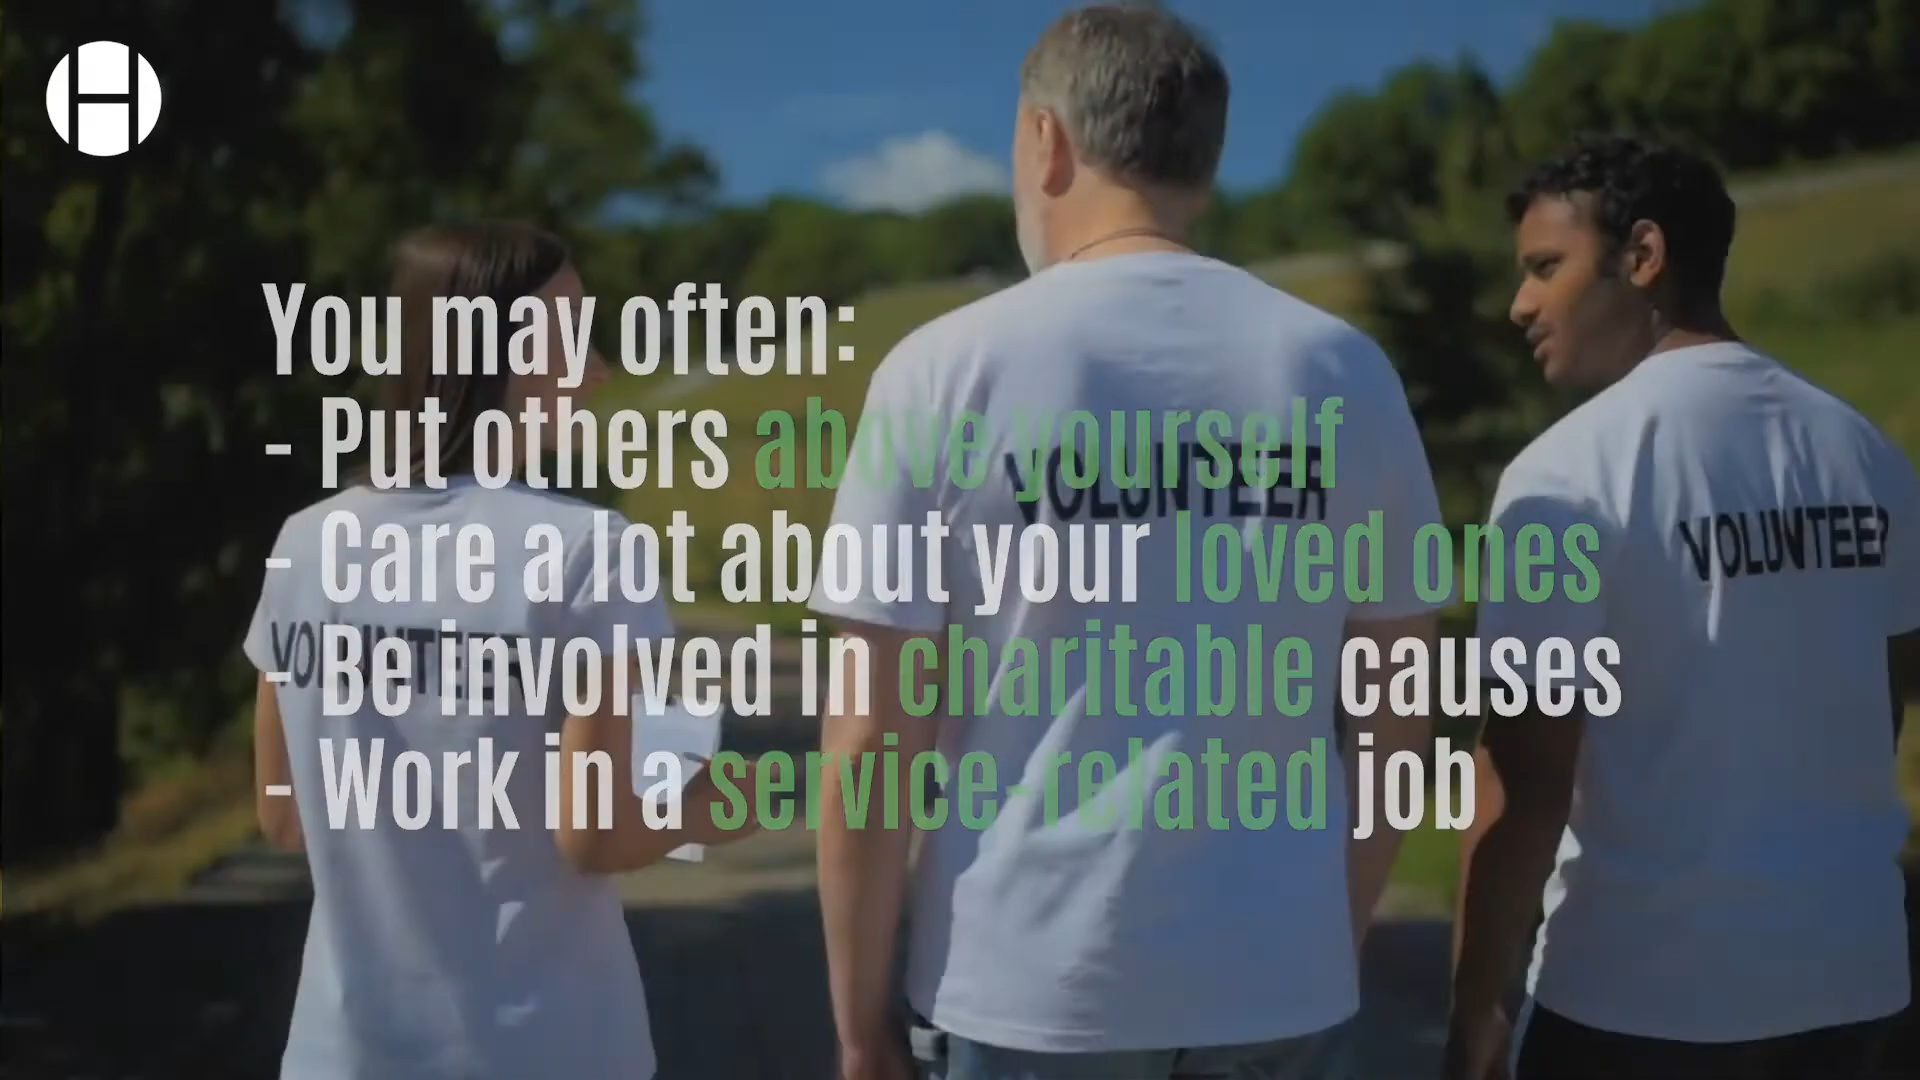 You may often:
- Put others above yourself
- Care a lot about your loved ones
- Be involved in charitable causes
- Work in a service-related job
VOLUNTEER
VOLUNTEER
VOLUNTEER
H